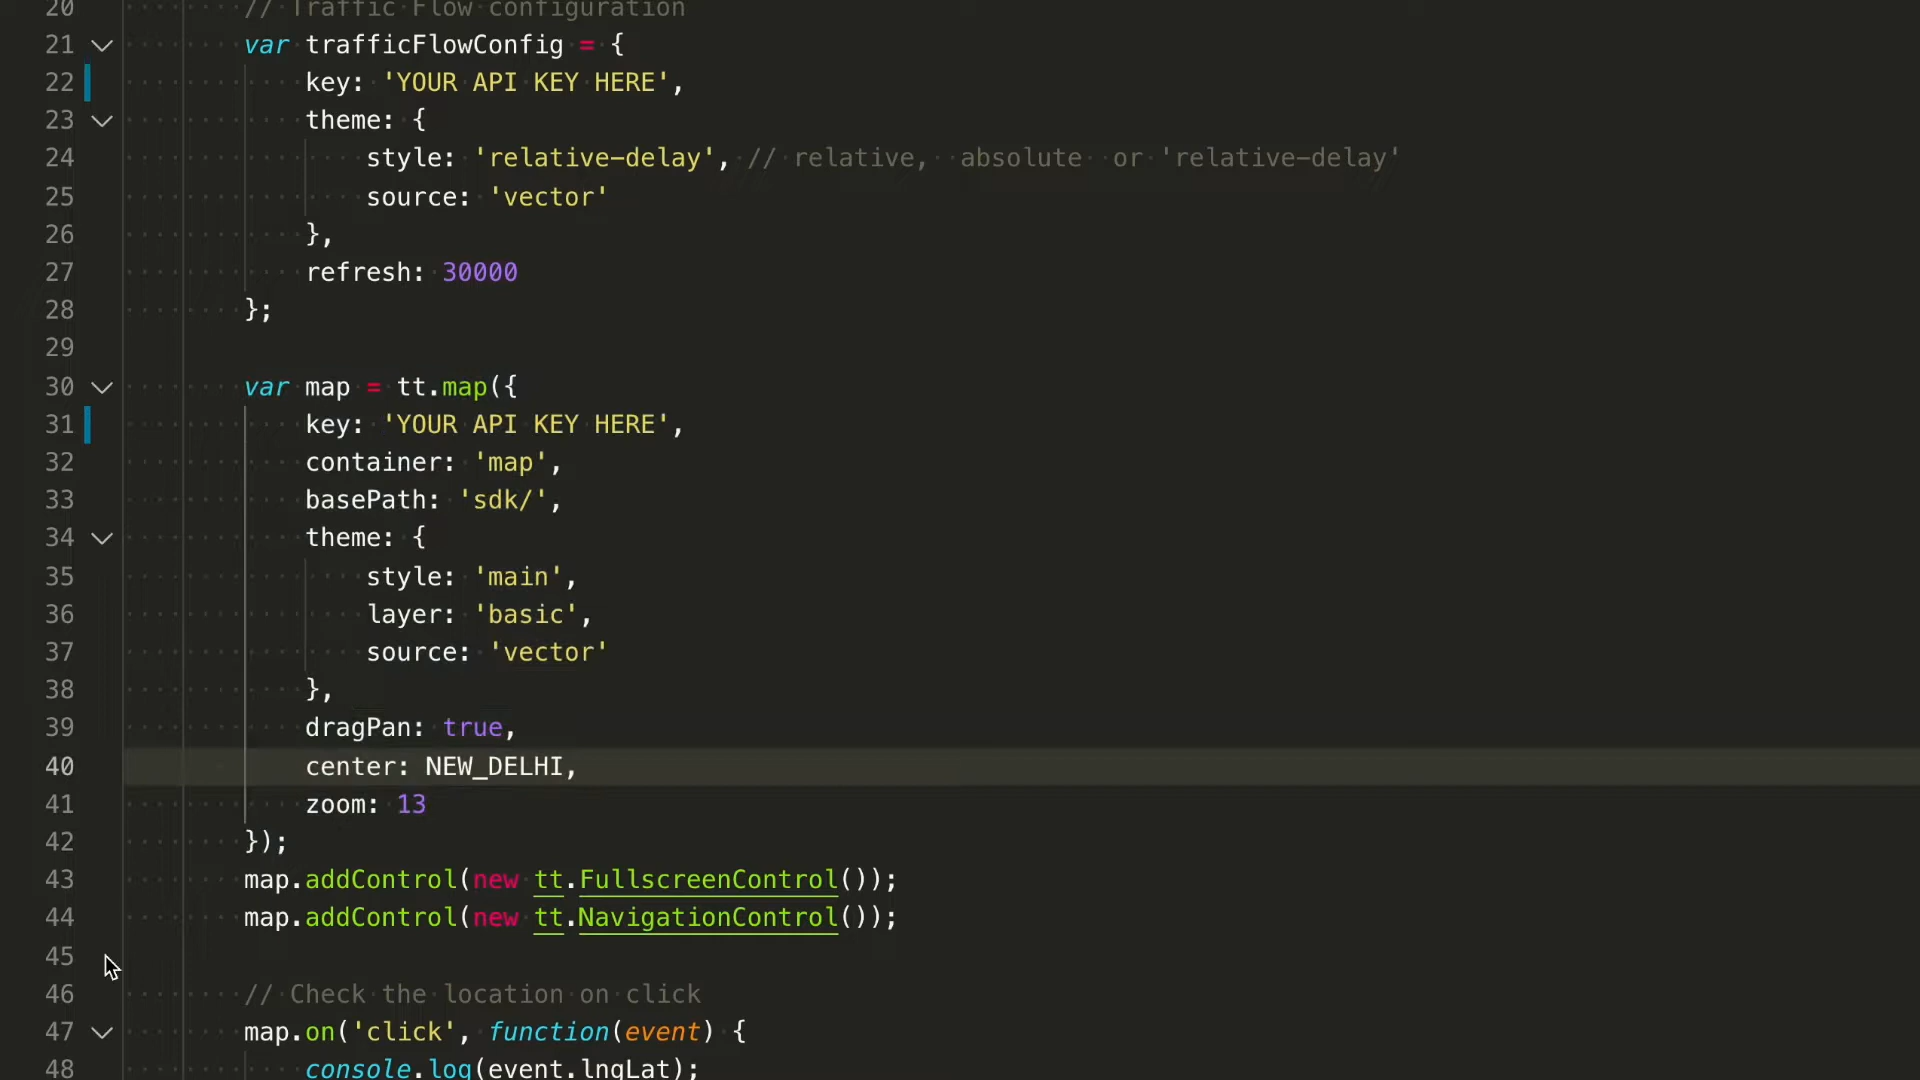 20 // Traffic Flow configuration
21 var trafficFlowConfig = {
22 key: 'YOUR API KEY HERE',
23 theme: {
24 style: 'relative-delay', // relative, absolute or 'relative-delay'
25 source: 'vector'
26 },
27 refresh: 30000
28 };
29
30 var map = tt.map({
31 key: 'YOUR API KEY HERE',
32 container: 'map',
33 basePath: 'sdk/',
34 theme: {
35 style: 'main',
36 layer: 'basic',
37 source: 'vector'
38 },
39 dragPan: true,
40 center: NEW_DELHI,
41 zoom: 13
42 });
43 map.addControl(new tt.FullscreenControl());
44 map.addControl(new tt.NavigationControl());
45
46 // Check the location on click
47 map.on('click', function(event) {
48 console.log(event.lngLat);